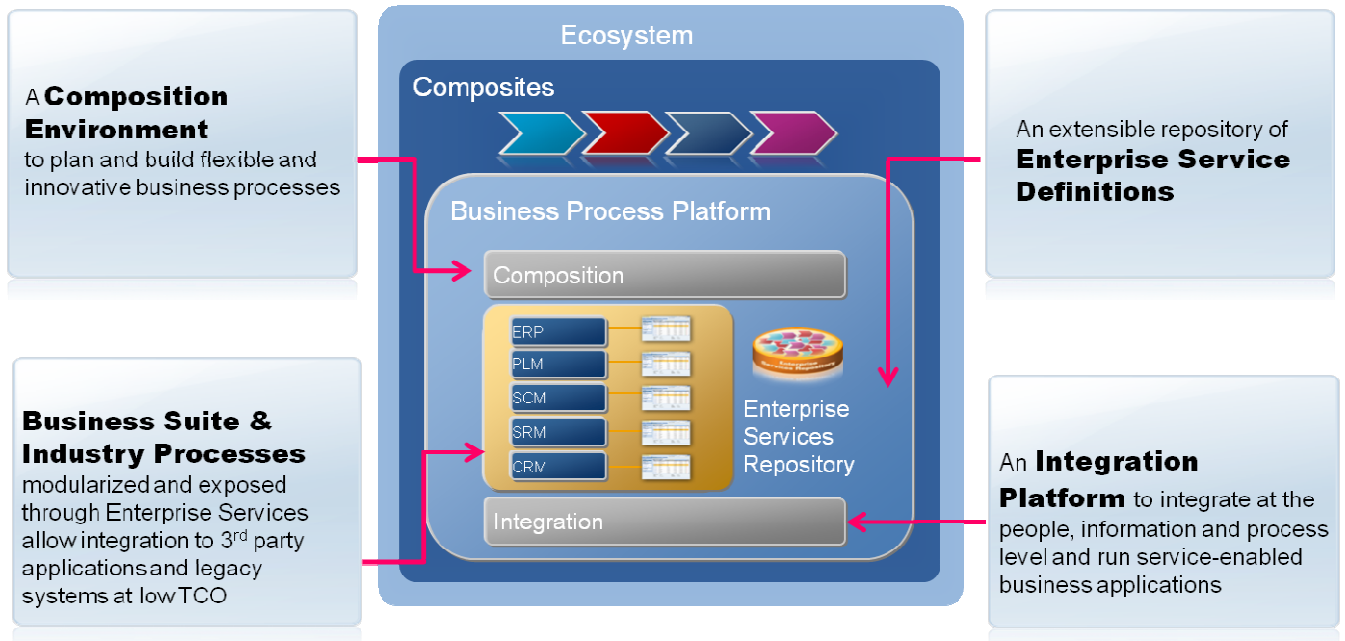 Ecosystem
Composites
A Composition
Environment
to plan and build flexible and
innovative business processes
An extensible repository of
Enterprise Service
Definitions
Business Process Platform
Composition
ERP
PLM
SCM
SRM
CRM
Enterprise
Services Repository
Enterprise
Services
Repository
Integration
Business Suite &
Industry Processes
modularized and exposed
through Enterprise Services
allow integration to 3rd party
applications and legacy
systems at low TCO
An Integration
Platform to integrate at the
people, information and process
level and run service-enabled
business applications